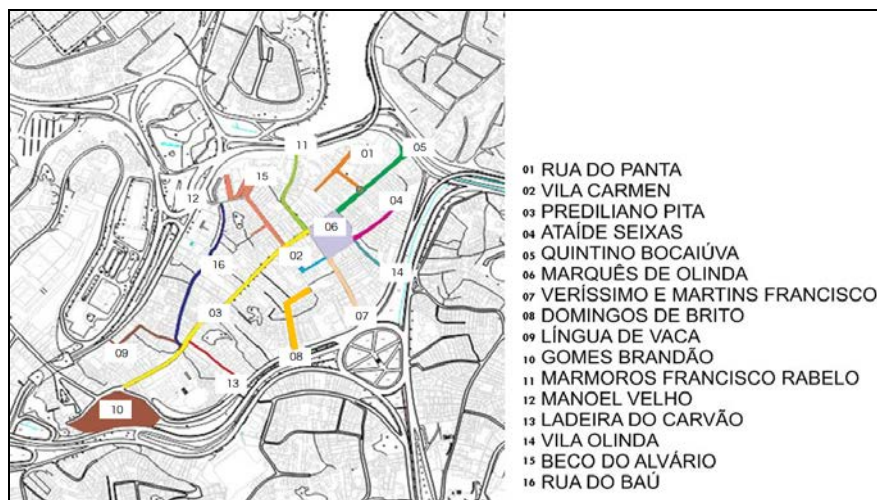 11
01
05
15
12
04
06
02
16
14
03
07
09
08
13
10
01 RUA DO PANTA
02 VILA CARMEN
03 PREDILIANO PITA
04 ATAÍDE SEIXAS
05 QUINTINO BOCAIÚVA
06 MARQUÊS DE OLINDA
07 VERÍSSIMO E MARTINS FRANCISCO
08 DOMINGOS DE BRITO
09 LÍNGUA DE VACA
10 GOMES BRANDÃO
11 MARMOROS FRANCISCO RABELO
12 MANOEL VELHO
13 LADEIRA DO CARVÃO
14 VILA OLINDA
15 BECO DO ALVÁRIO
16 RUA DO BAÚ